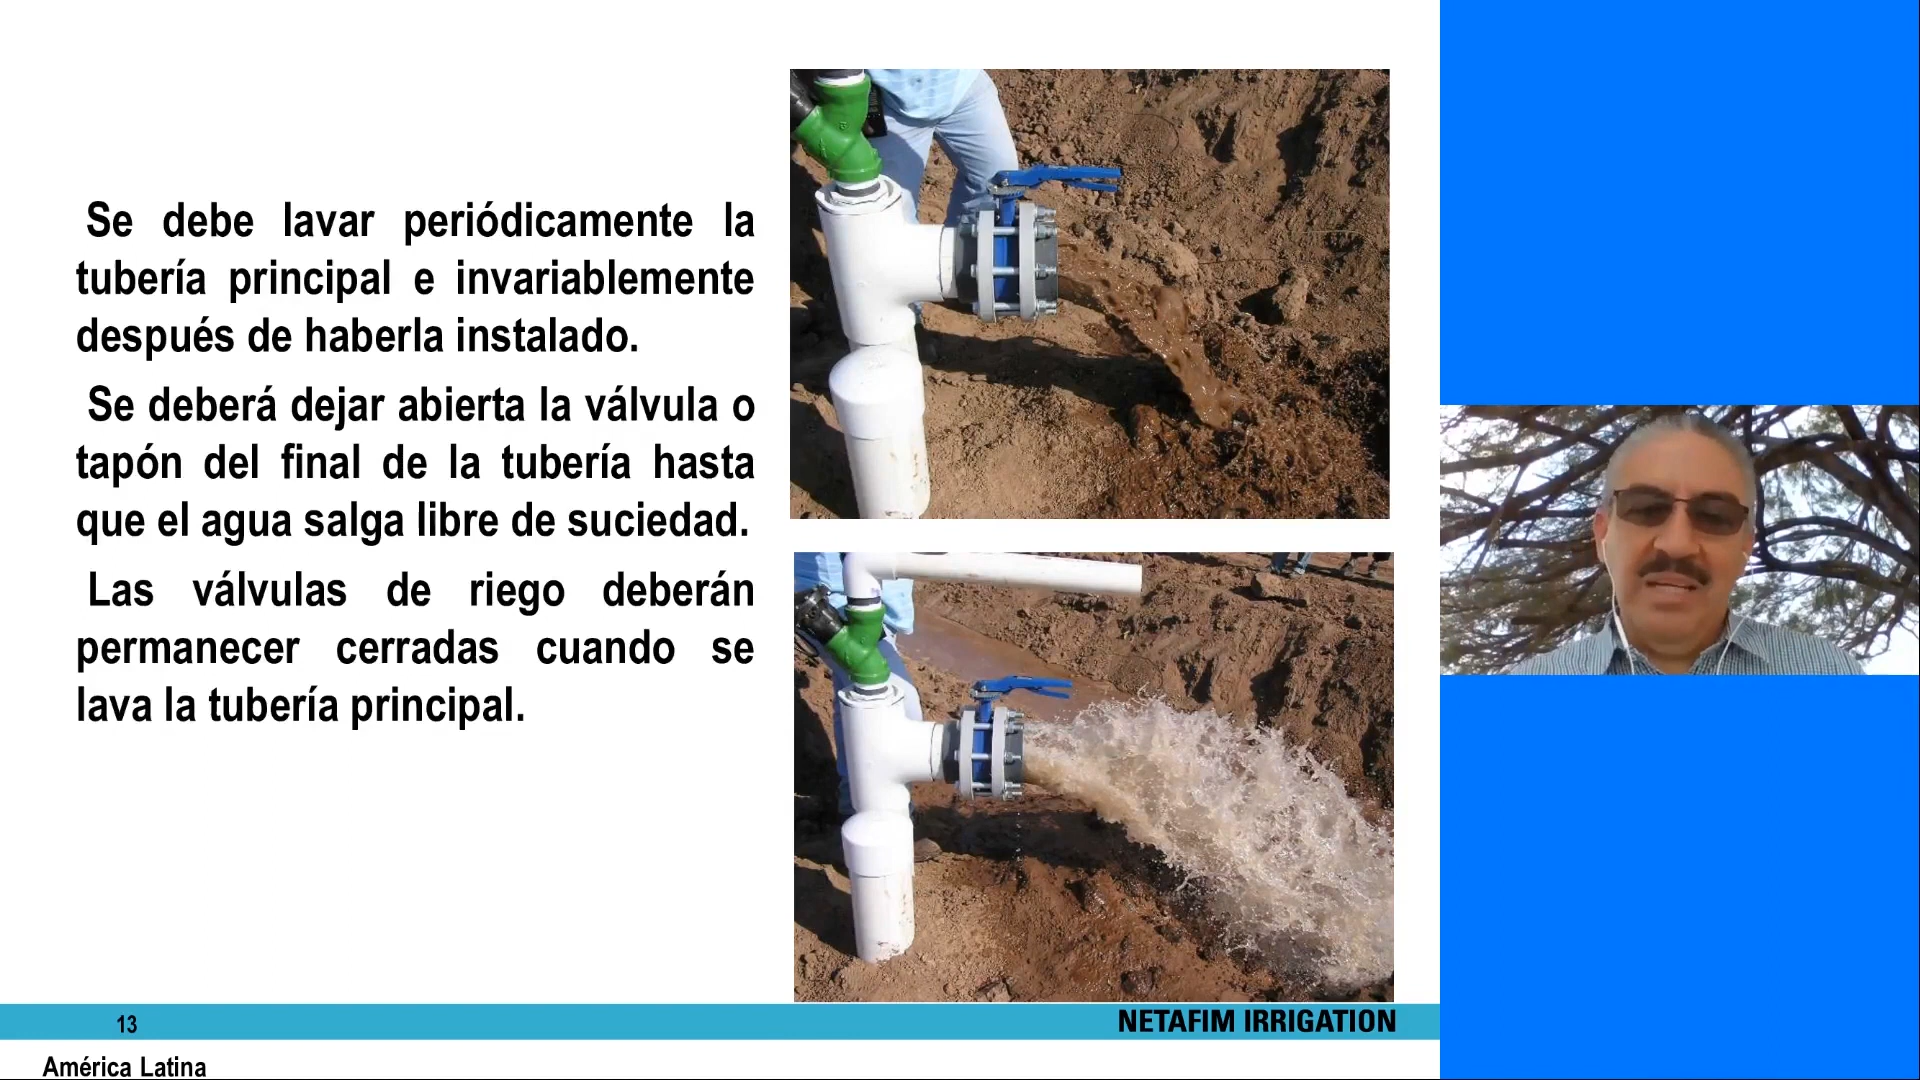 Se debe lavar periódicamente la
tubería principal e invariablemente
después de haberla instalado.
Se deberá dejar abierta la válvula o
tapón del final de la tubería hasta
que el agua salga libre de suciedad.
Las válvulas de riego deberán
permanecer cerradas cuando se
lava la tubería principal.
13
NETAFIM IRRIGATION
América Latina